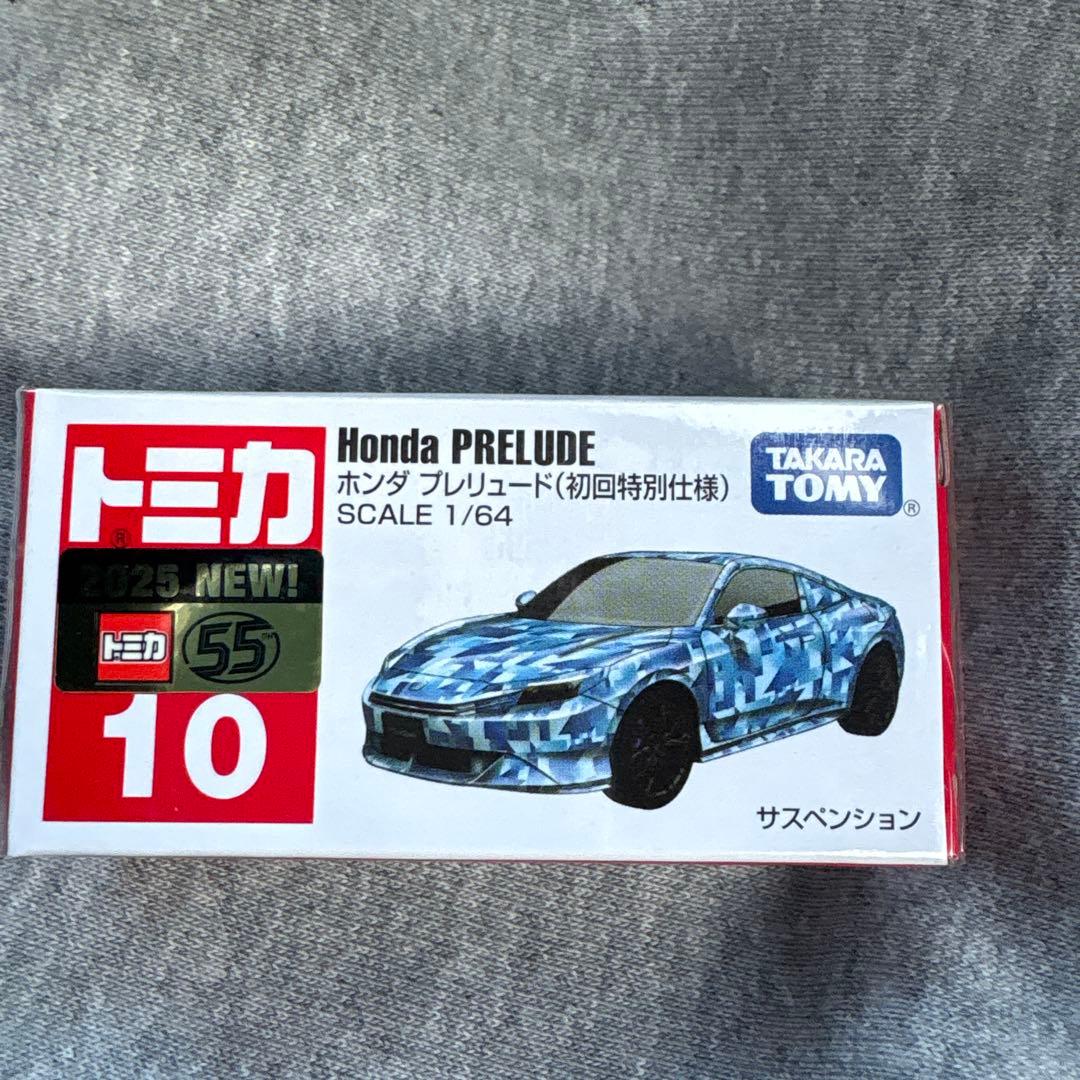 トミカ
®
2025 NEW!
トミカ
55TH
10
Honda PRELUDE
ホンダ プレリュード(初回特別仕様)
SCALE 1/64
TAKARA
TOMY
®
サスペンション